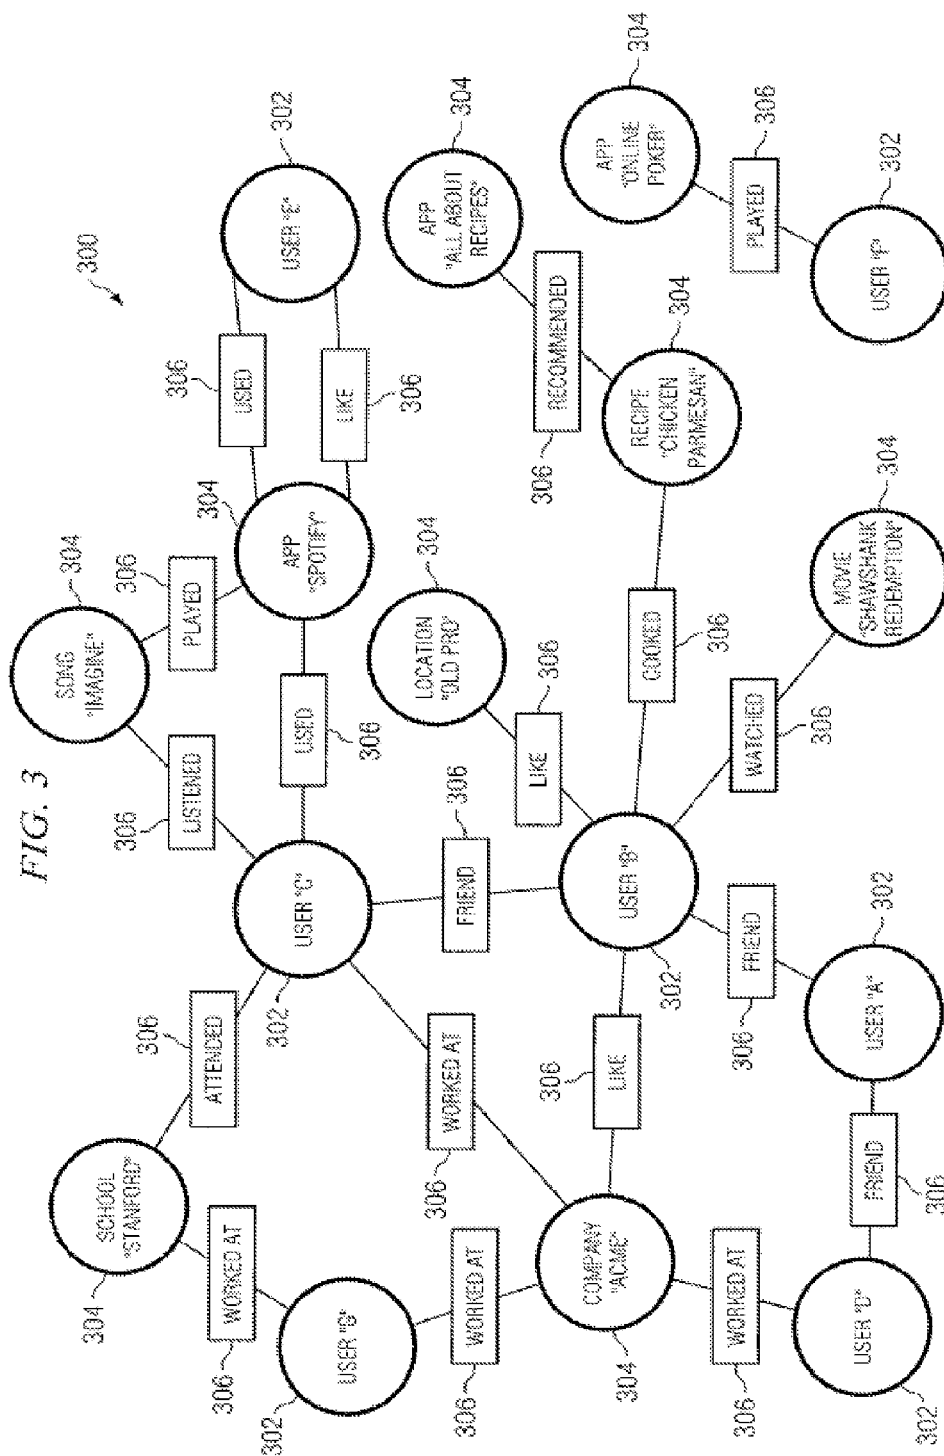 FIG. 3
300
304
SCHOOL
"STANFORD"
306
ATTENDED
306
WORKED AT
302
USER "G"
306
WORKED AT
304
COMPANY
"ACME"
306
WORKED AT
302
USER "D"
306
FRIEND
302
USER "A"
306
FRIEND
306
LIKE
306
WORKED AT
302
USER "C"
306
FRIEND
302
USER "B"
306
LISTENED
304
SONG
"IMAGINE"
306
PLAYED
306
USED
304
APP
"SPOTIFY"
306
USED
306
LIKE
302
USER "E"
306
LIKE
304
LOCATION
"OLD PRO"
306
COOKED
304
RECIPE
"CHICKEN
PARMESAN"
306
RECOMMENDED
304
APP
"ALL ABOUT
RECIPES"
306
WATCHED
304
MOVIE
"SHAWSHANK
REDEMPTION"
304
APP
"ONLINE
POKER"
306
PLAYED
302
USER "F"